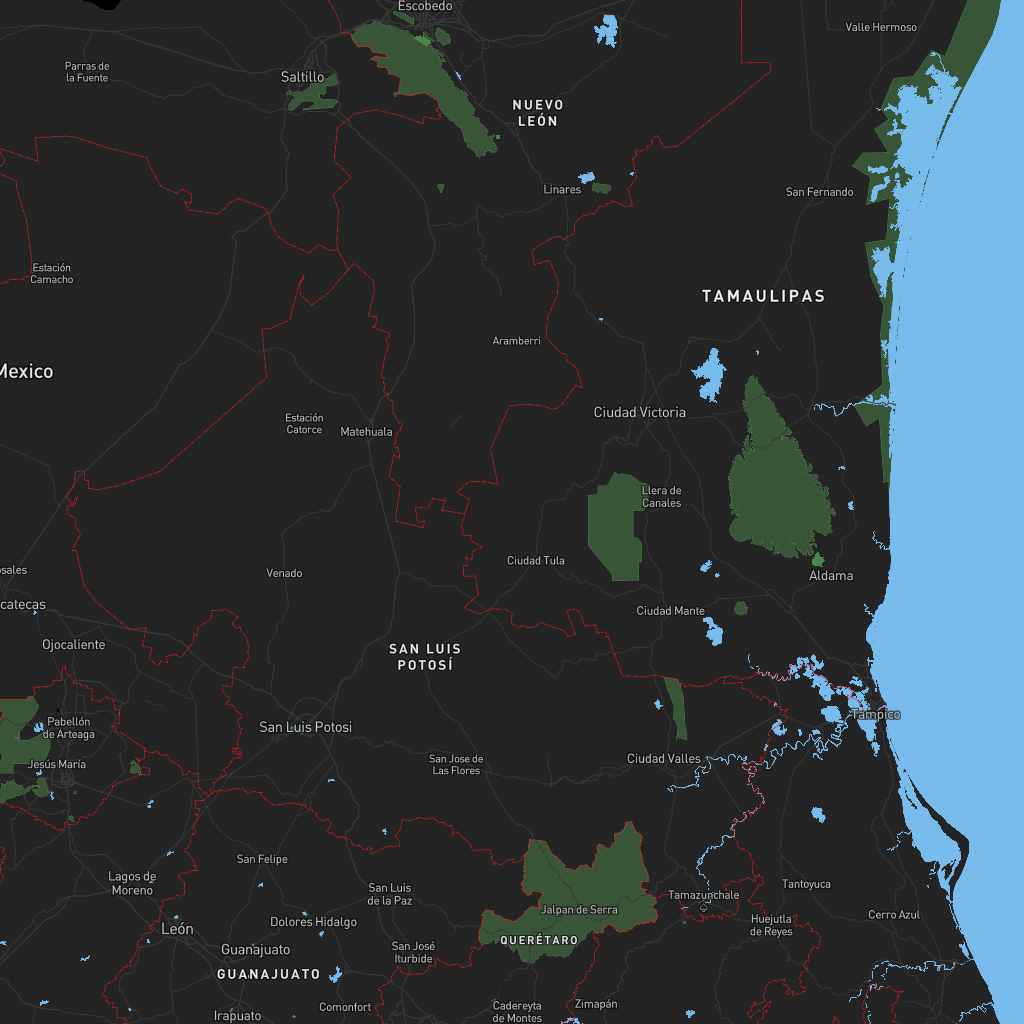 Escobedo
Valle Hermoso
Parras de
la Fuente
Saltillo
NUEVO
LEÓN
Linares
San Fernando
Estación
Camacho
TAMAULIPAS
Aramberri
Mexico
Estación
Catorce
Matehuala
Ciudad Victoria
Llera de
Canales
Ciudad Tula
Venado
Aldama
osales
catecas
Ciudad Mante
Ojocaliente
SAN LUIS
POTOSÍ
Pabellón
de Arteaga
San Luis Potosi
Tampico
Jesús María
San Jose de
Las Flores
Ciudad Valles
San Felipe
Lagos de
Moreno
San Luis
de la Paz
Tamazunchale
Tantoyuca
Jalpan de Serra
Cerro Azul
Dolores Hidalgo
Huejutla
de Reyes
León
QUERÉTARO
Guanajuato
San José
Iturbide
GUANAJUATO
Comonfort
Cadereyta
de Montes
Zimapán
Irapuato